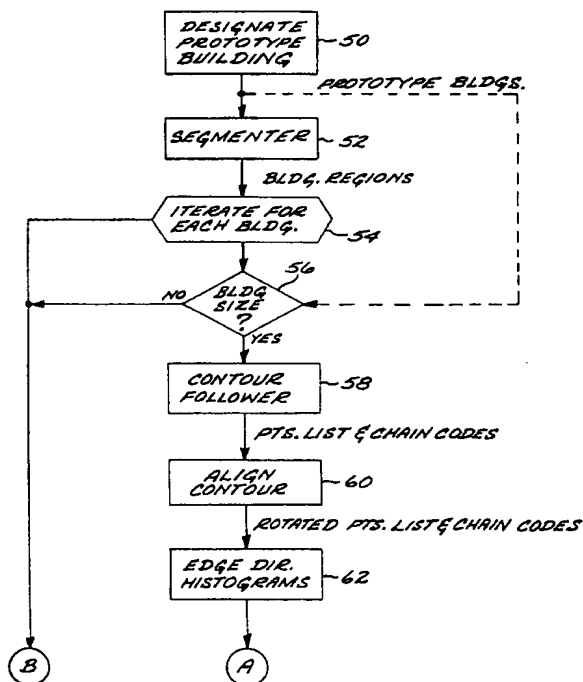 DESIGNATE
PROTOTYPE
BUILDING
50
PROTOTYPE BLDGS.
SEGMENTER
52
BLDG. REGIONS
ITERATE FOR
EACH BLDG.
54
56
BLDG
SIZE
?
NO
YES
CONTOUR
FOLLOWER
58
PTS. LIST & CHAIN CODES
ALIGN
CONTOUR
60
ROTATED PTS. LIST & CHAIN CODES
EDGE DIR.
HISTOGRAMS
62
B
A